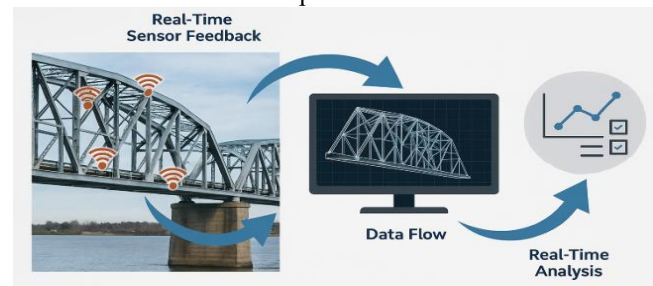 Real-Time
Sensor Feedback
Data Flow
Real-Time
Analysis